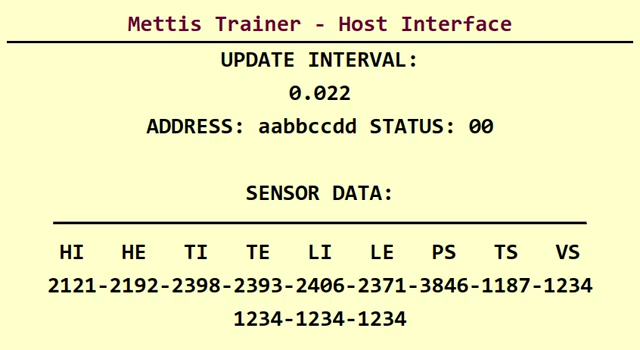 Mettis Trainer - Host Interface
UPDATE INTERVAL:
0.022
ADDRESS: aabbccdd STATUS: 00
SENSOR DATA:
HI HE TI TE LI LE PS TS VS
2121-2192-2398-2393-2406-2371-3846-1187-1234
1234-1234-1234